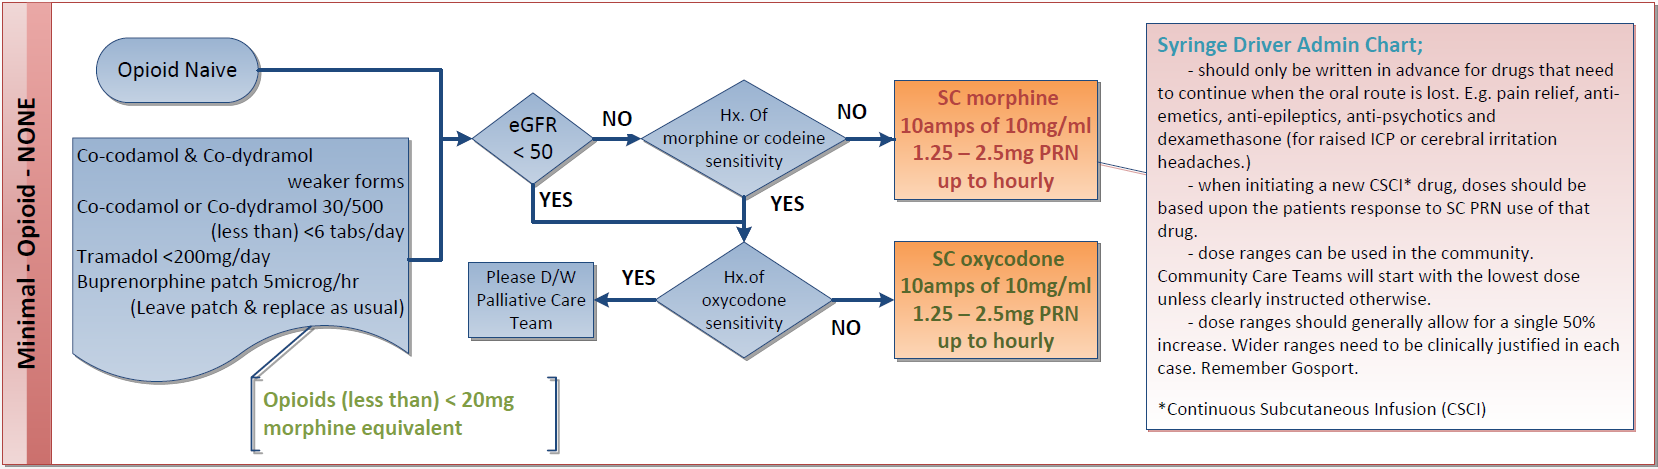 Minimal - Opioid - NONE
Opioid Naive
Co-codamol & Co-dydramol
weaker forms
Co-codamol or Co-dydramol 30/500
(less than) <6 tabs/day
Tramadol <200mg/day
Buprenorphine patch 5microg/hr
(Leave patch & replace as usual)
Opioids (less than) < 20mg
morphine equivalent
eGFR
< 50
NO
YES
Hx. Of
morphine or codeine
sensitivity
NO
YES
SC morphine
10amps of 10mg/ml
1.25 – 2.5mg PRN
up to hourly
Hx.of
oxycodone
sensitivity
YES
NO
Please D/W
Palliative Care
Team
SC oxycodone
10amps of 10mg/ml
1.25 – 2.5mg PRN
up to hourly
Syringe Driver Admin Chart;
- should only be written in advance for drugs that need
to continue when the oral route is lost. E.g. pain relief, anti-
emetics, anti-epileptics, anti-psychotics and
dexamethasone (for raised ICP or cerebral irritation
headaches.)
- when initiating a new CSCI* drug, doses should be
based upon the patients response to SC PRN use of that
drug.
- dose ranges can be used in the community.
Community Care Teams will start with the lowest dose
unless clearly instructed otherwise.
- dose ranges should generally allow for a single 50%
increase. Wider ranges need to be clinically justified in each
case. Remember Gosport.
*Continuous Subcutaneous Infusion (CSCI)